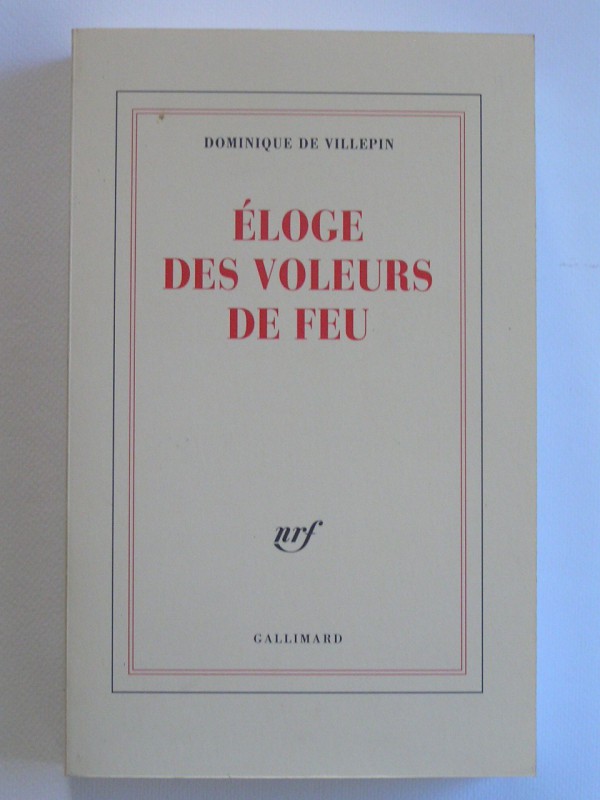 DOMINIQUE DE VILLEPIN
ÉLOGE
DES VOLEURS
DE FEU
nrf
GALLIMARD